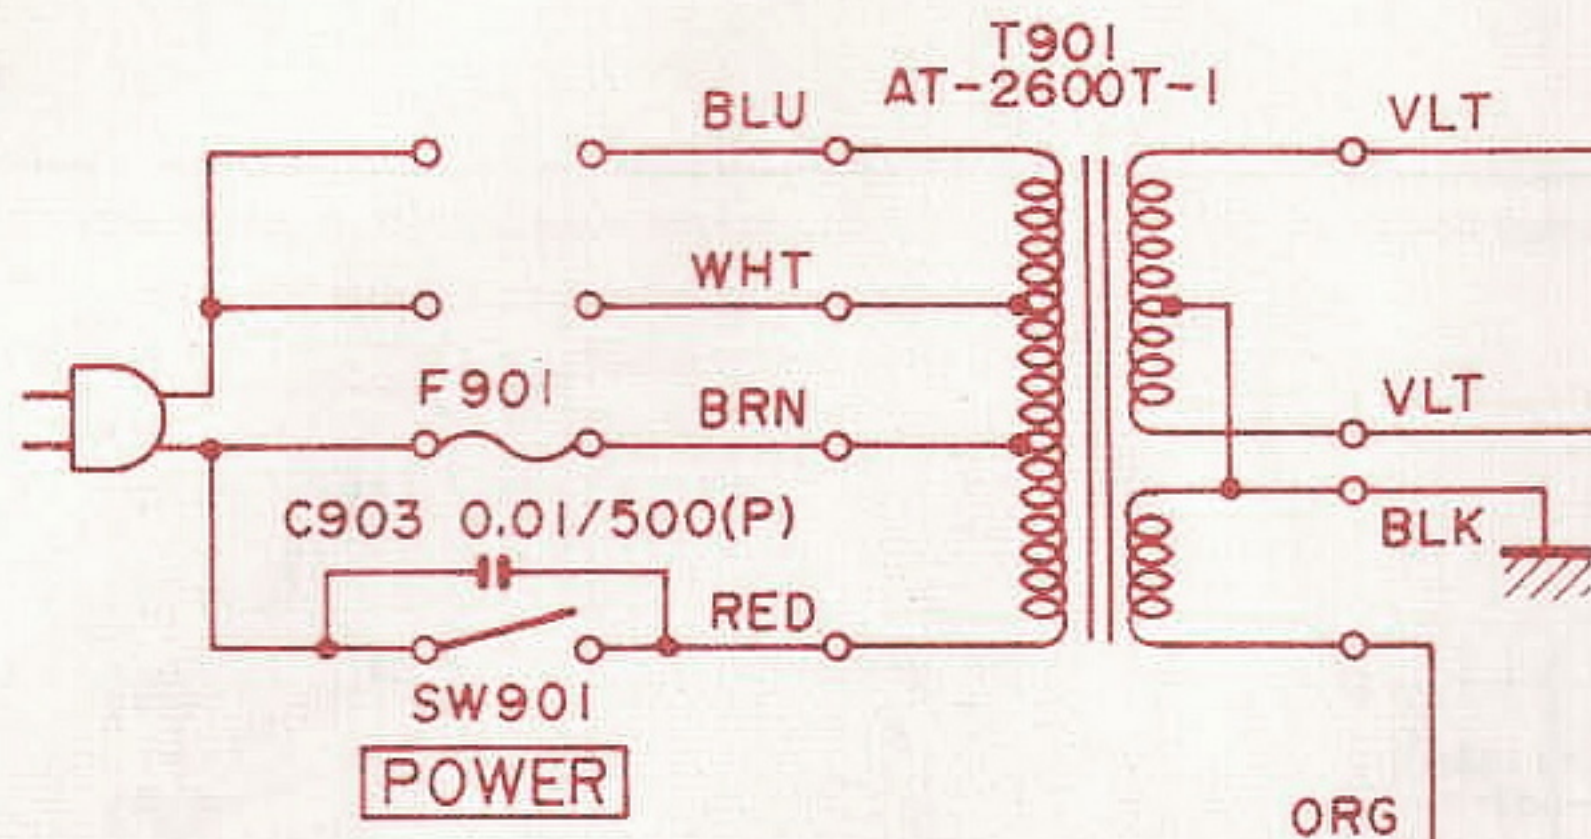 T901
AT-2600T-1
BLU
VLT
WHT
F901
BRN
VLT
C903 0.01/500(P)
BLK
RED
SW901
POWER
ORG